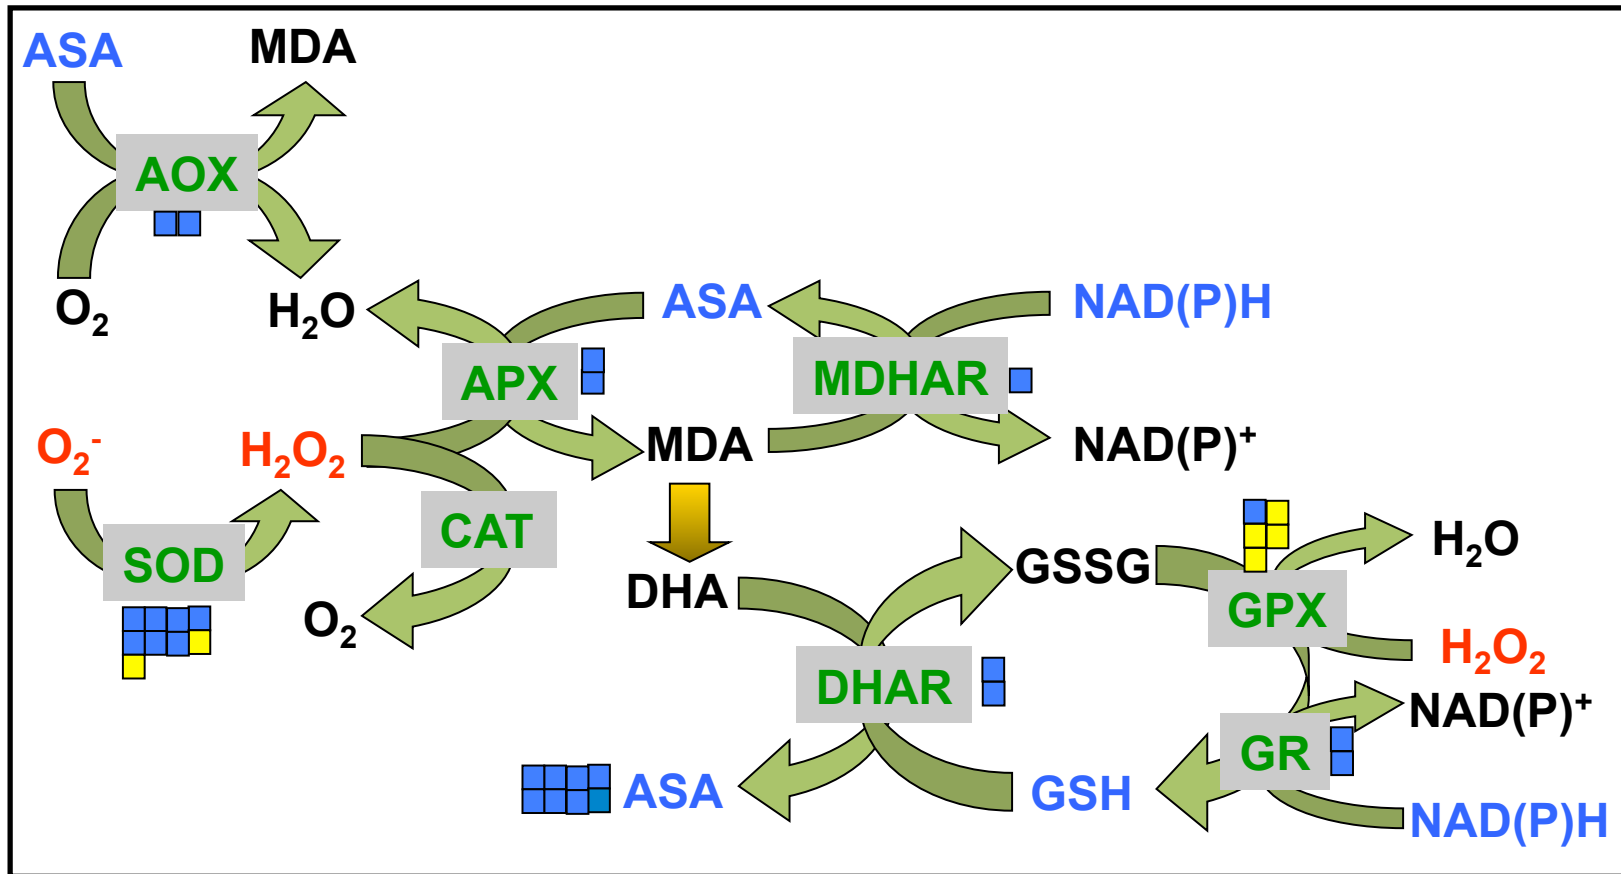 ASA
MDA
AOX
O₂
H₂O
ASA
NAD(P)H
APX
MDHAR
O₂⁻
H₂O₂
MDA
NAD(P)⁺
CAT
SOD
DHA
GSSG
H₂O
O₂
GPX
H₂O₂
DHAR
NAD(P)⁺
GR
ASA
GSH
NAD(P)H